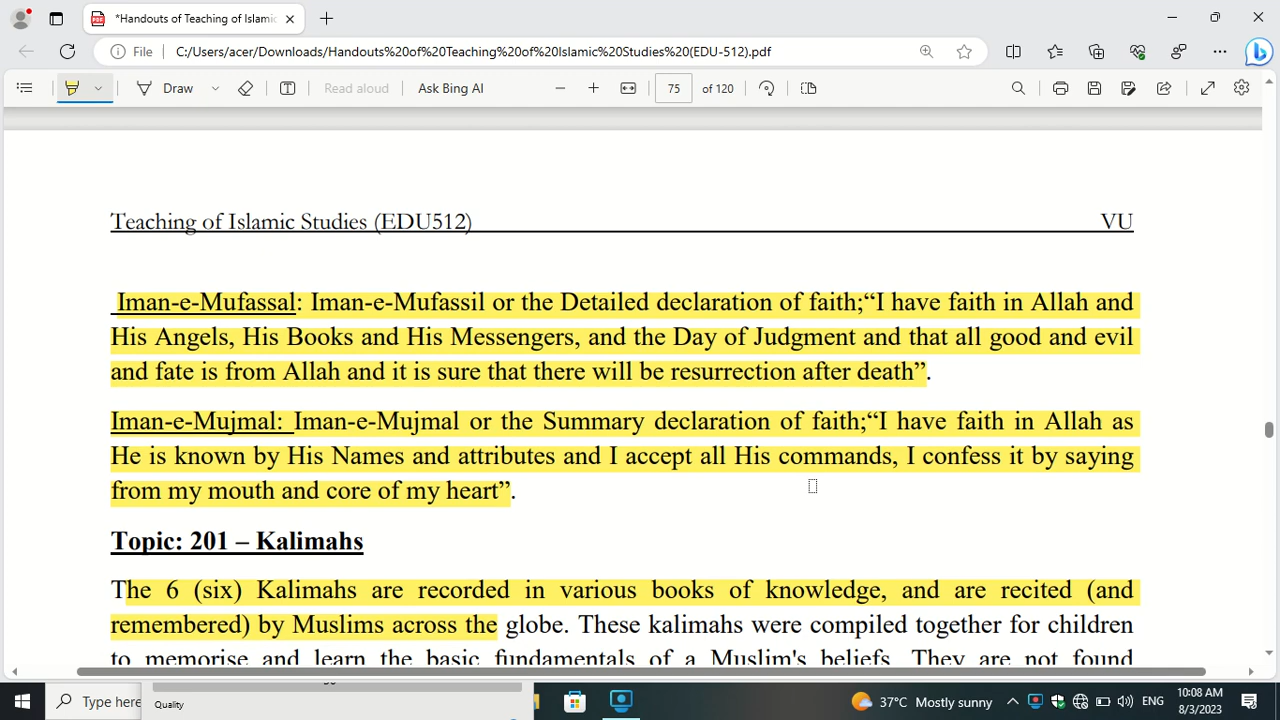 *Handouts of Teaching of Islamic
File
C:/Users/acer/Downloads/Handouts%20of%20Teaching%20of%20Islamic%20Studies%20(EDU-512).pdf
Draw
Read aloud
Ask Bing AI
75 of 120
Teaching of Islamic Studies (EDU512) VU
Iman-e-Mufassal: Iman-e-Mufassil or the Detailed declaration of faith;“I have faith in Allah and
His Angels, His Books and His Messengers, and the Day of Judgment and that all good and evil
and fate is from Allah and it is sure that there will be resurrection after death”.
Iman-e-Mujmal: Iman-e-Mujmal or the Summary declaration of faith;“I have faith in Allah as
He is known by His Names and attributes and I accept all His commands, I confess it by saying
from my mouth and core of my heart”.
Topic: 201 – Kalimahs
The 6 (six) Kalimahs are recorded in various books of knowledge, and are recited (and
remembered) by Muslims across the globe. These kalimahs were compiled together for children
to memorise and learn the basic fundamentals of a Muslim's beliefs. They are not found
Type here
Quality
37°C Mostly sunny
ENG
10:08 AM
8/3/2023